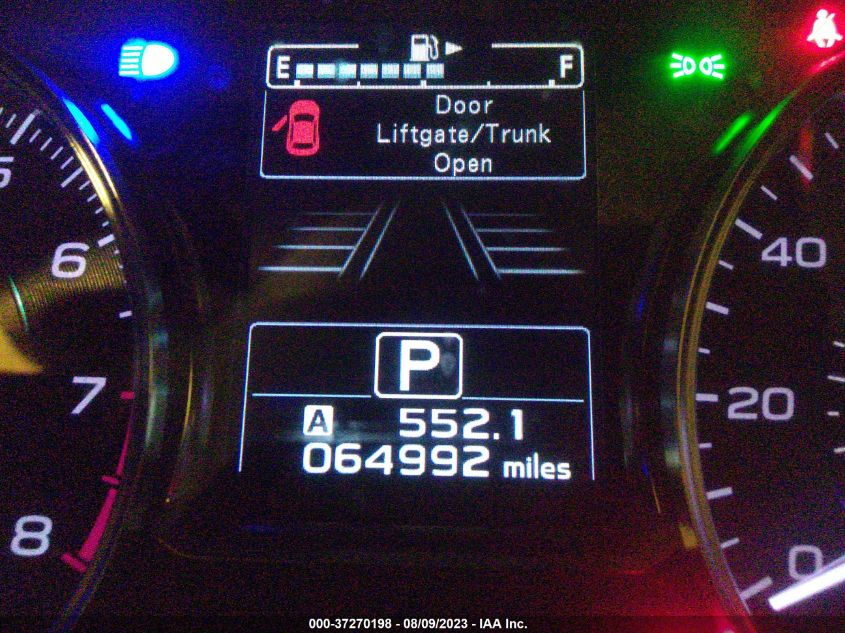 E F
Door
Liftgate/Trunk
Open
5
6
7
8
40
20
0
P
A 552.1
064992 miles
000-37270198 - 08/09/2023 - IAA Inc.